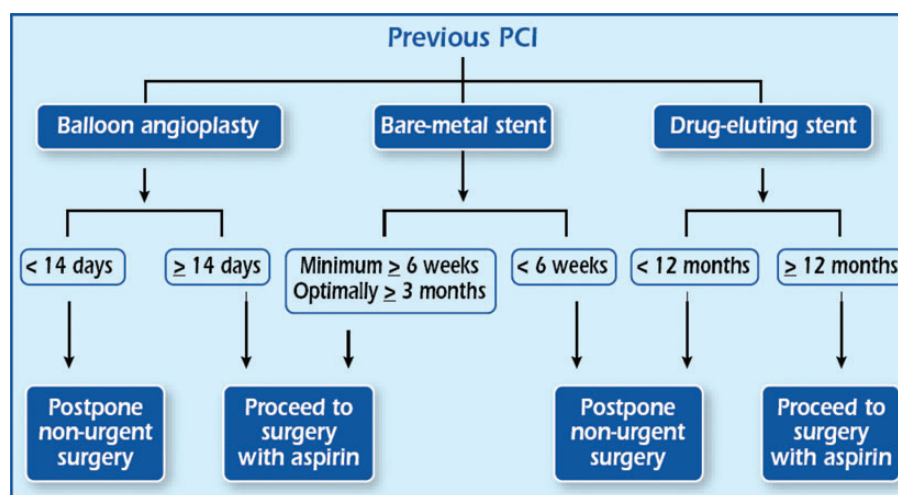 Previous PCI
Balloon angioplasty
Bare-metal stent
Drug-eluting stent
< 14 days
≥ 14 days
Minimum ≥ 6 weeks
Optimally ≥ 3 months
< 6 weeks
< 12 months
≥ 12 months
Postpone
non-urgent
surgery
Proceed to
surgery
with aspirin
Postpone
non-urgent
surgery
Proceed to
surgery
with aspirin